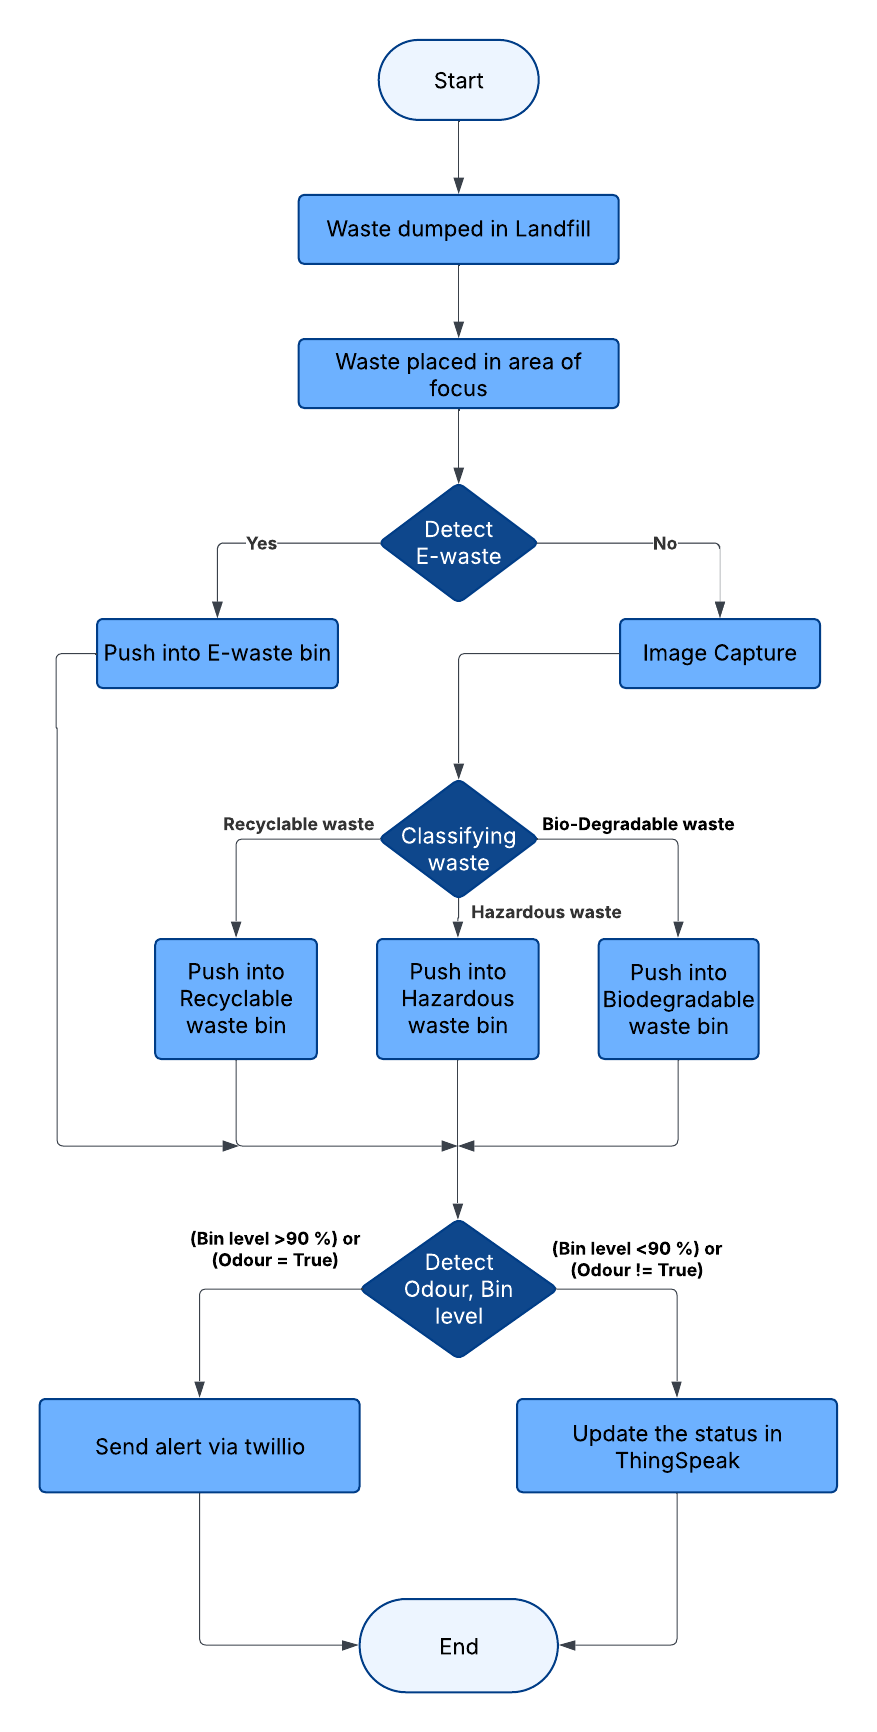 Start
Waste dumped in Landfill
Waste placed in area of
focus
Detect
E-waste
Yes
No
Push into E-waste bin
Image Capture
Recyclable waste
Classifying
waste
Bio-Degradable waste
Hazardous waste
Push into
Recyclable
waste bin
Push into
Hazardous
waste bin
Push into
Biodegradable
waste bin
(Bin level >90 %) or
(Odour = True)
Detect
Odour, Bin
level
(Bin level <90 %) or
(Odour != True)
Send alert via twillio
Update the status in
ThingSpeak
End